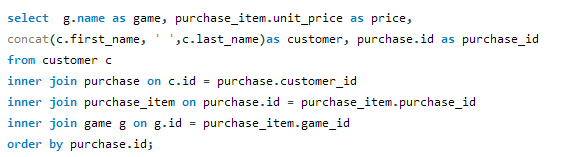 select  g.name as game, purchase_item.unit_price as price,
concat(c.first_name, ' ',c.last_name)as customer, purchase.id as purchase_id
from customer c
inner join purchase on c.id = purchase.customer_id
inner join purchase_item on purchase.id = purchase_item.purchase_id
inner join game g on g.id = purchase_item.game_id
order by purchase.id;